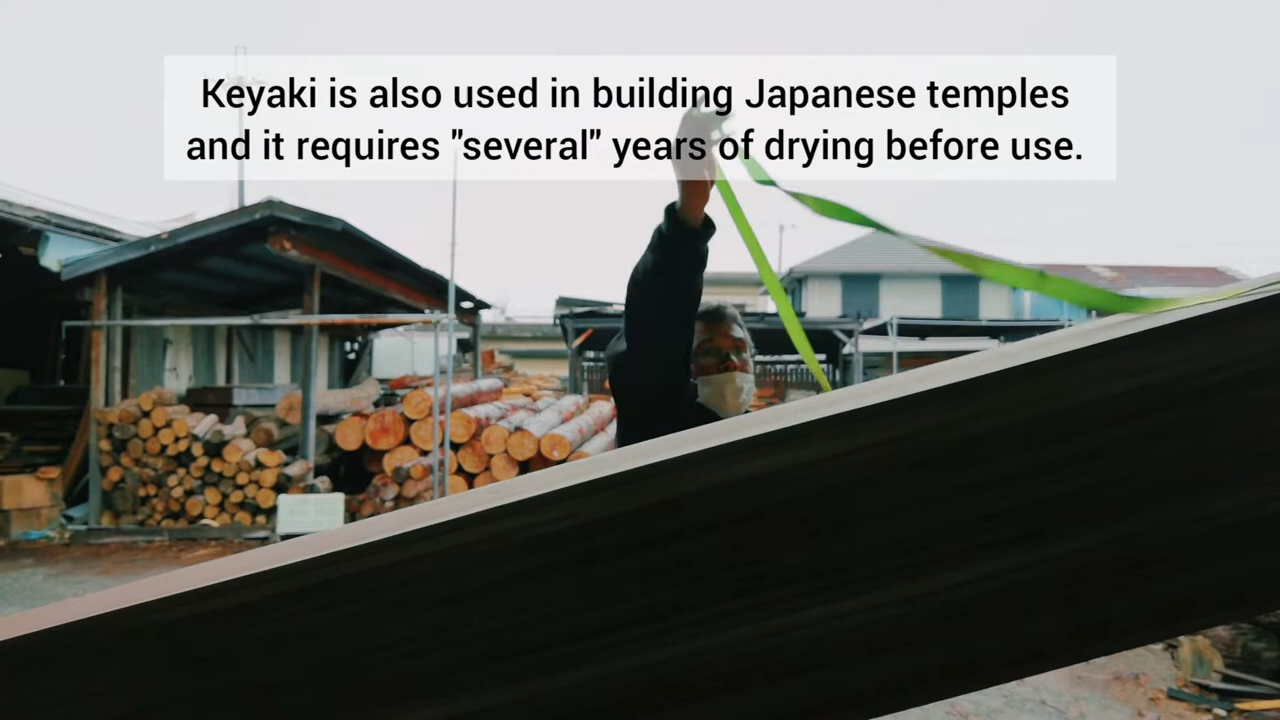 Keyaki is also used in building Japanese temples
and it requires "several" years of drying before use.